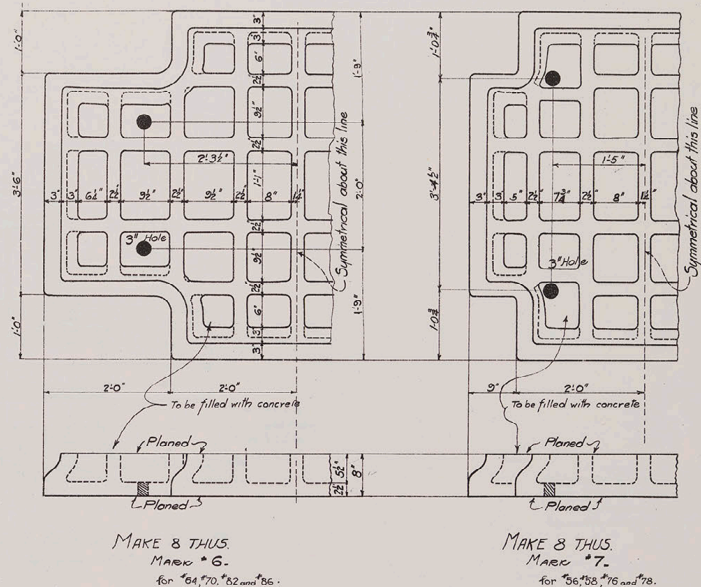 1'-0"
3'-6"
1'-0"
3"
3"
6"
2½"
9½"
2½"
1'-1"
2½"
9½"
2½"
6"
3"
3"
1'-9"
2'-0"
1'-9"
2'-3½"
3" 3" 6¼" 2½" 9½" 2½" 9½" 2½" 8" 1¼"
3" Hole
Symmetrical about this line
2'-0" 2'-0"
To be filled with concrete
Planed
5½"
2½"
8"
Planed
MAKE 8 THUS.
MARK #6-
for #64, #70, #82 and #86.
1'-0¾"
3'-4½"
1'-0¾"
1'-5"
3" 3 5" 2½" 7¾" 2½" 8" 1¼"
3" Hole
Symmetrical about this line
9" 2'-0"
To be filled with concrete
Planed
Planed
MAKE 8 THUS.
MARK #7-
for #56, #58, #76 and #78.